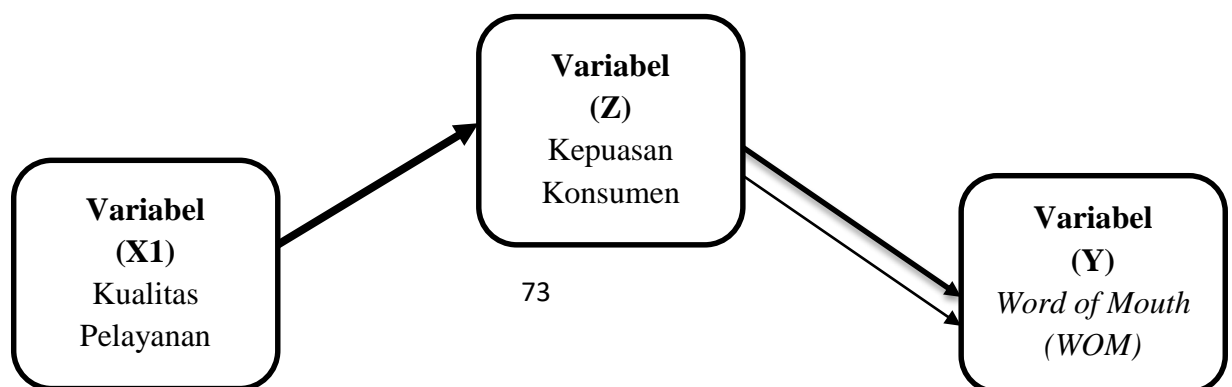 Variabel
(X1)
Kualitas
Pelayanan
Variabel
(Z)
Kepuasan
Konsumen
73
Variabel
(Y)
Word of Mouth
(WOM)